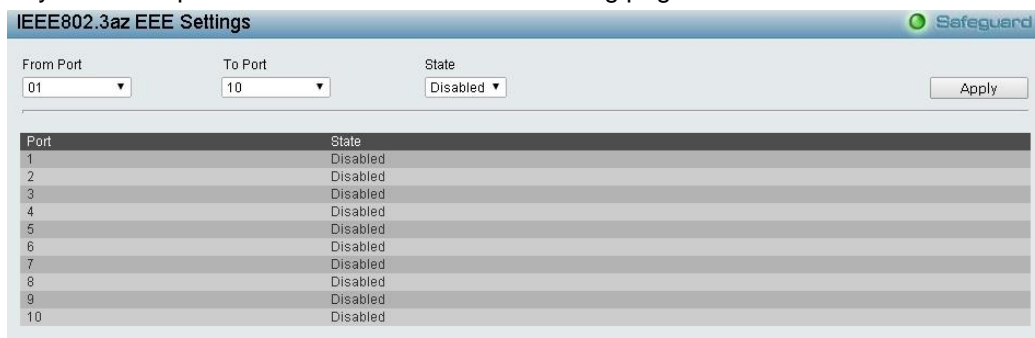 IEEE802.3az EEE Settings
Safeguard
From Port To Port State
01 10 Disabled
Apply
Port State
1 Disabled
2 Disabled
3 Disabled
4 Disabled
5 Disabled
6 Disabled
7 Disabled
8 Disabled
9 Disabled
10 Disabled